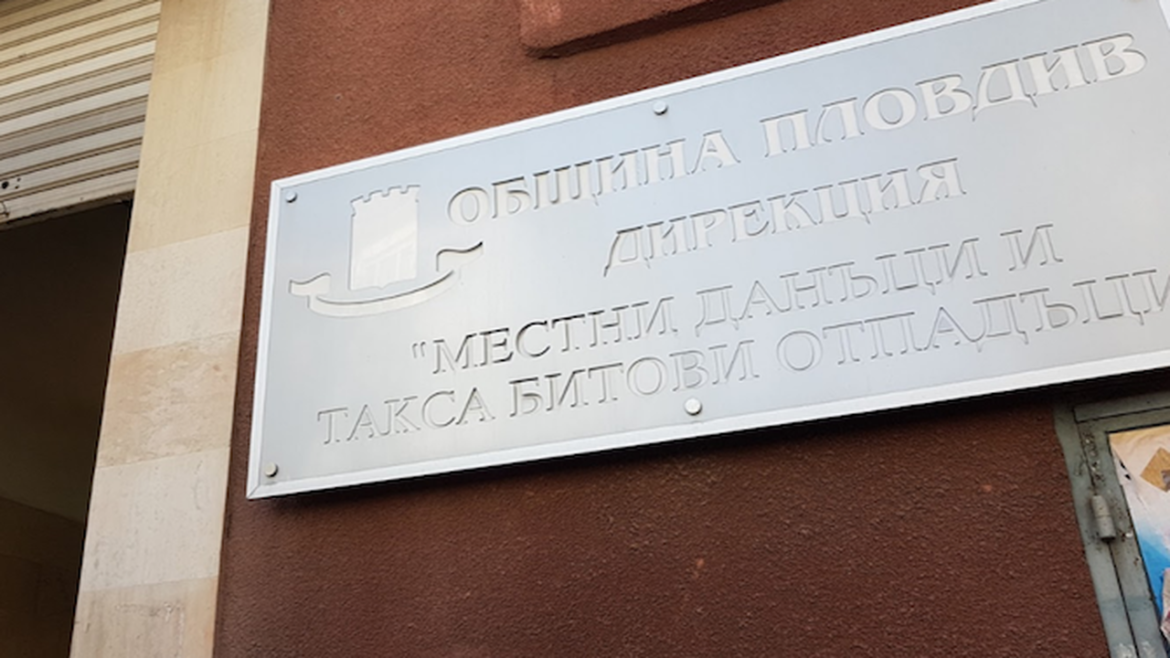 ОБЩИНА ПЛОВДИВ
ДИРЕКЦИЯ
"МЕСТНИ ДАНЪЦИ И
ТАКСА БИТОВИ ОТПАДЪЦИ